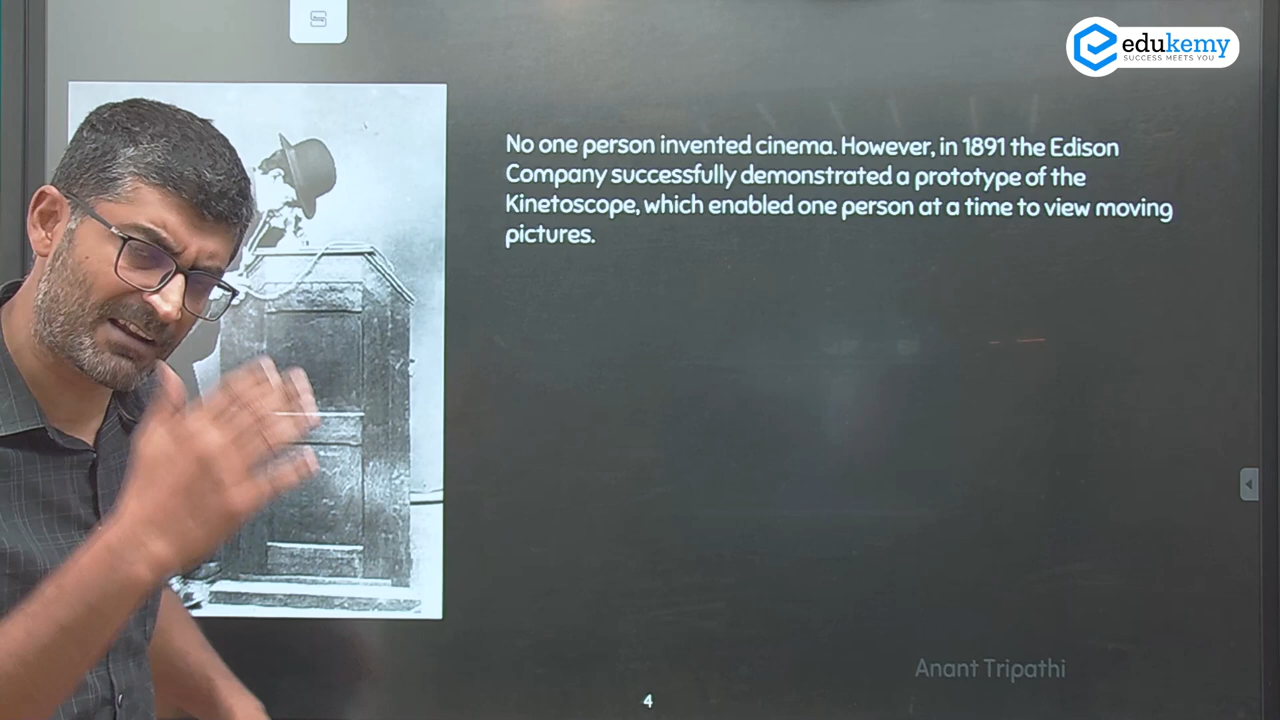 edukemy
SUCCESS MEETS YOU
No one person invented cinema. However, in 1891 the Edison
Company successfully demonstrated a prototype of the
Kinetoscope, which enabled one person at a time to view moving
pictures.
Anant Tripathi
4